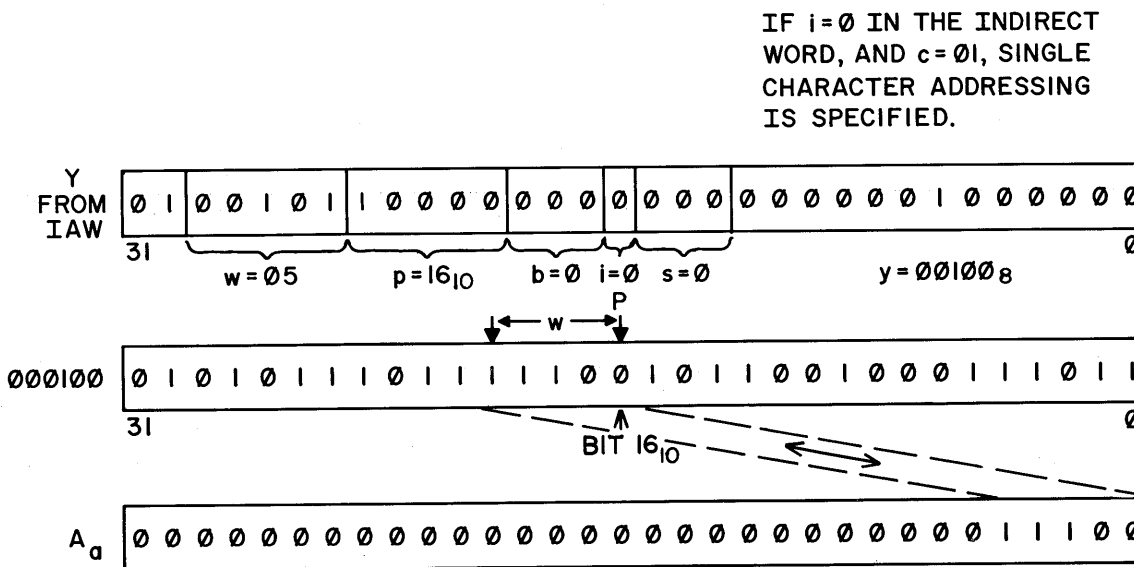 IF i=Ø IN THE INDIRECT
WORD, AND c=Ø1, SINGLE
CHARACTER ADDRESSING
IS SPECIFIED.
Y
FROM
IAW
Ø 1 Ø Ø 1 Ø 1 1 Ø Ø Ø Ø Ø Ø Ø Ø Ø Ø Ø Ø Ø Ø Ø Ø Ø 1 Ø Ø Ø Ø Ø Ø
31 Ø
w=Ø5 p=16₁₀ b=Ø i=Ø s=Ø y=ØØ1ØØ₈
P
w
ØØØ1ØØ Ø 1 Ø 1 Ø 1 1 1 Ø 1 1 1 1 1 Ø Ø 1 Ø 1 1 Ø Ø 1 Ø Ø Ø 1 1 1 Ø 1 1
31 Ø
BIT 16₁₀
Aₐ Ø Ø Ø Ø Ø Ø Ø Ø Ø Ø Ø Ø Ø Ø Ø Ø Ø Ø Ø Ø Ø Ø Ø Ø Ø Ø Ø 1 1 1 Ø Ø